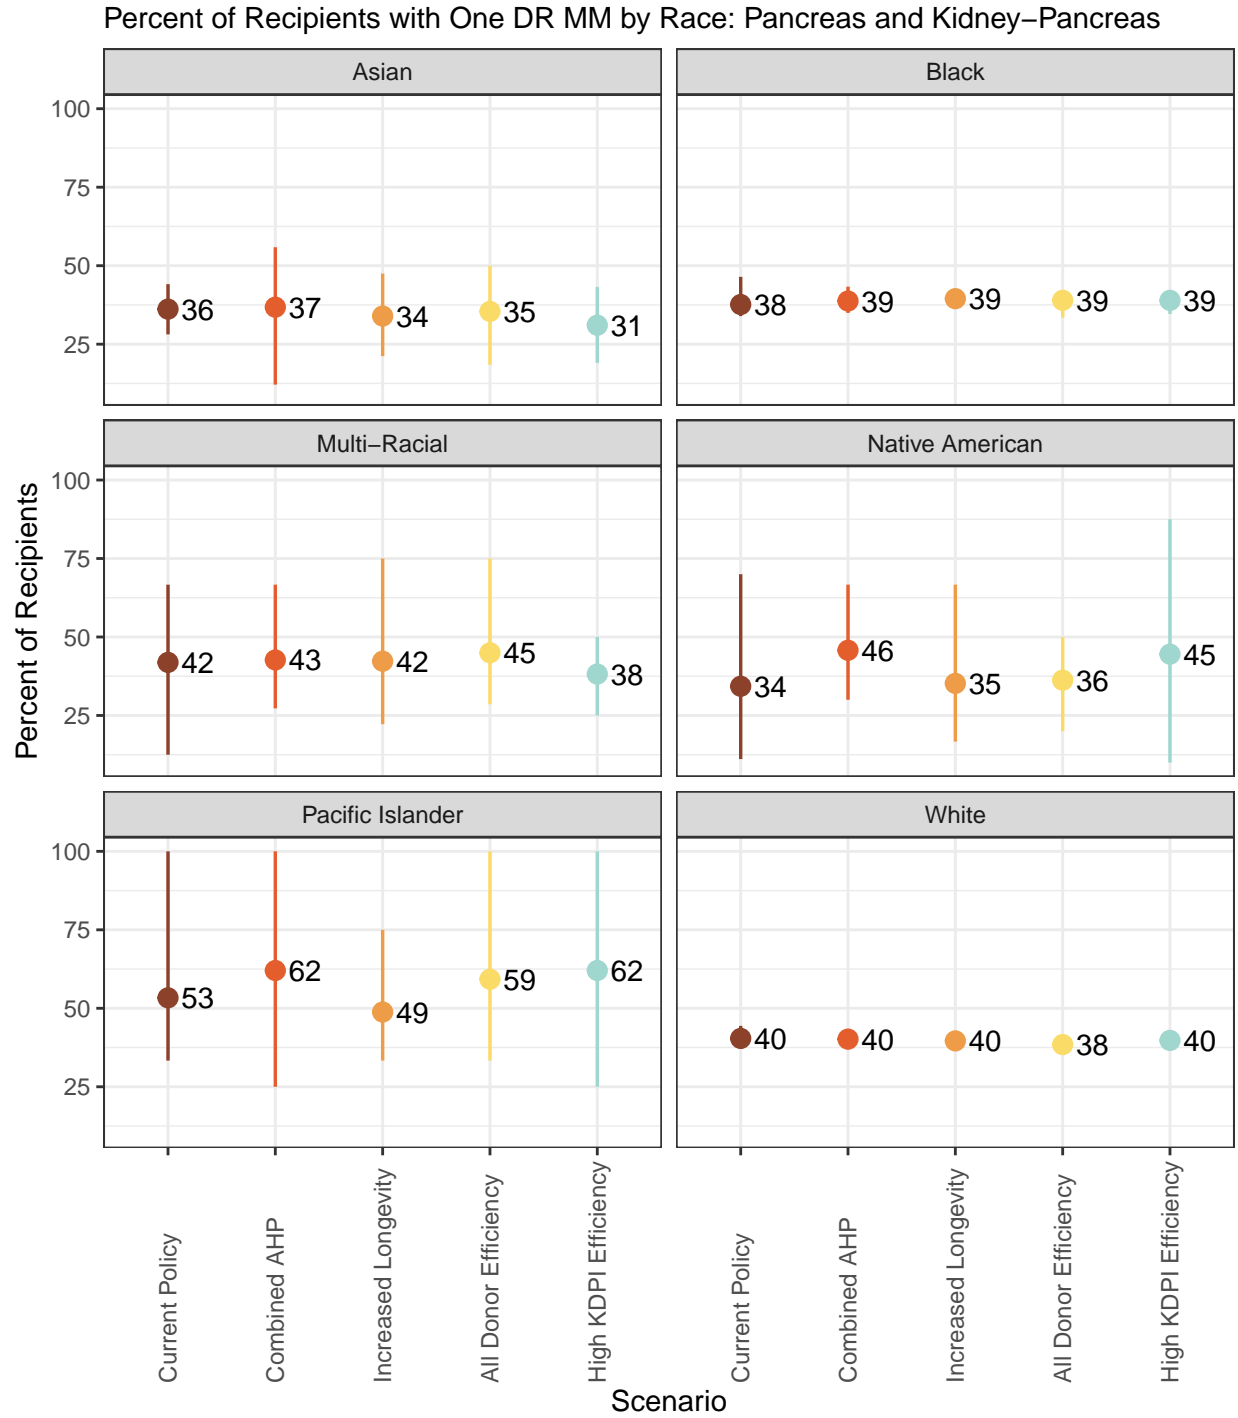 Percent of Recipients with One DR MM by Race: Pancreas and Kidney−Pancreas
Asian
Black
100
75
50
25
36
37
34
35
31
38
39
39
39
39
Multi−Racial
Native American
100
75
50
25
42
43
42
45
38
34
46
35
36
45
Pacific Islander
White
100
75
50
25
53
62
49
59
62
40
40
40
38
40
Percent of Recipients
Current Policy
Combined AHP
Increased Longevity
All Donor Efficiency
High KDPI Efficiency
Current Policy
Combined AHP
Increased Longevity
All Donor Efficiency
High KDPI Efficiency
Scenario